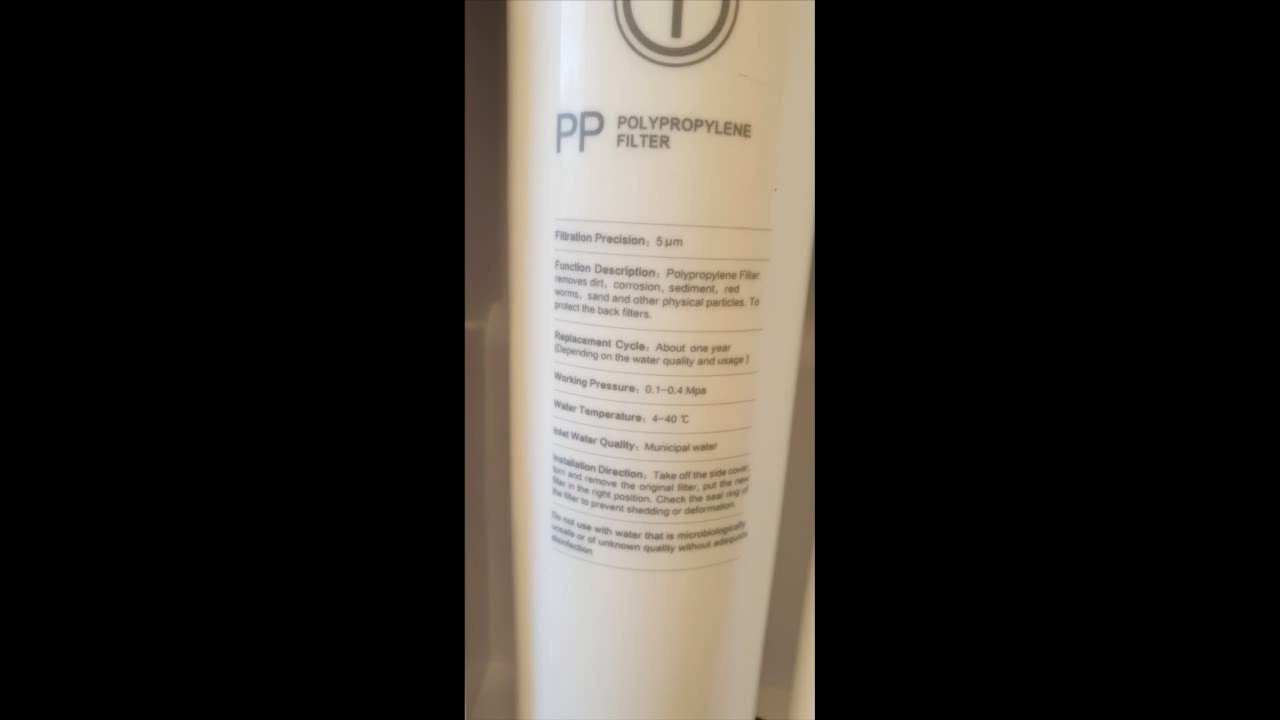 1
PP POLYPROPYLENE
FILTER
Filtration Precision: 5μm
Function Description: Polypropylene Filter
removes dirt, corrosion, sediment, red
worms, sand and other physical particles. To
protect the back filters.
Replacement Cycle: About one year
(Depending on the water quality and usage)
Working Pressure: 0.1-0.4 Mpa
Water Temperature: 4-40 ℃
Inlet Water Quality: Municipal water
Installation Direction: Take off the side cover,
turn and remove the original filter, put the new
filter in the right position. Check the seal ring of
the filter to prevent shedding or deformation.
Do not use with water that is microbiologically
unsafe or of unknown quality without adequate
disinfection